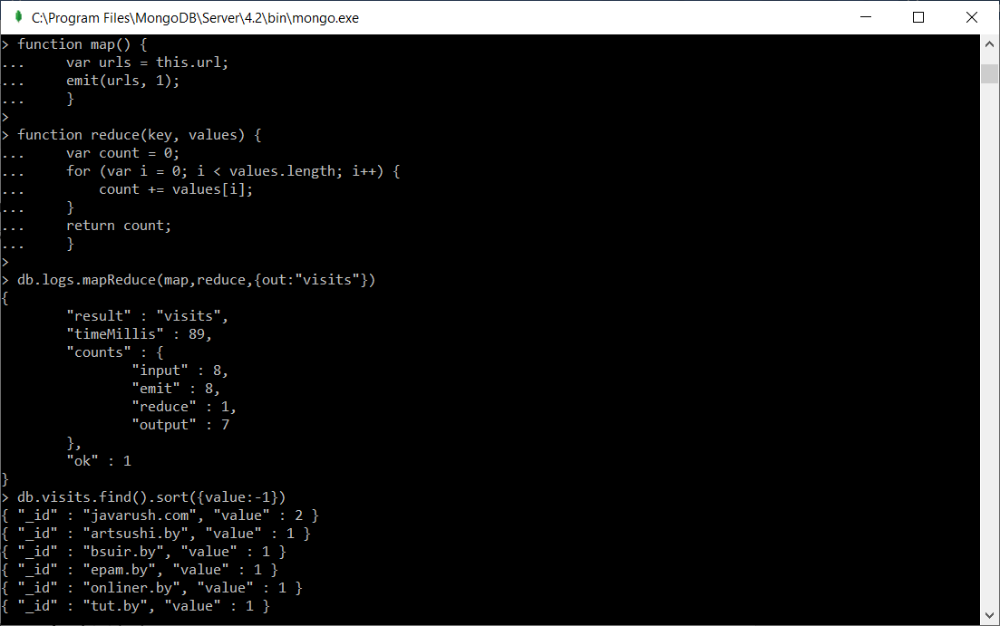 C:\Program Files\MongoDB\Server\4.2\bin\mongo.exe
> function map() {
...     var urls = this.url;
...     emit(urls, 1);
...     }
>
> function reduce(key, values) {
...     var count = 0;
...     for (var i = 0; i < values.length; i++) {
...         count += values[i];
...     }
...     return count;
...     }
>
> db.logs.mapReduce(map,reduce,{out:"visits"})
{
        "result" : "visits",
        "timeMillis" : 89,
        "counts" : {
                "input" : 8,
                "emit" : 8,
                "reduce" : 1,
                "output" : 7
        },
        "ok" : 1
}
> db.visits.find().sort({value:-1})
{ "_id" : "javarush.com", "value" : 2 }
{ "_id" : "artsushi.by", "value" : 1 }
{ "_id" : "bsuir.by", "value" : 1 }
{ "_id" : "epam.by", "value" : 1 }
{ "_id" : "onliner.by", "value" : 1 }
{ "_id" : "tut.by", "value" : 1 }